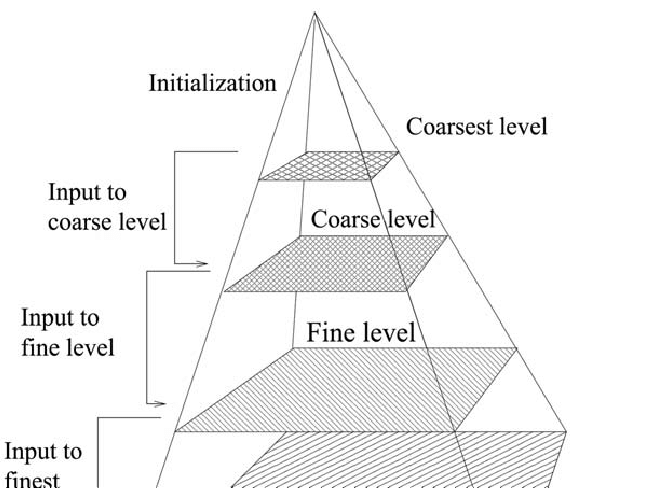 Initialization
Coarsest level
Input to
coarse level
Coarse level
Input to
fine level
Fine level
Input to
finest